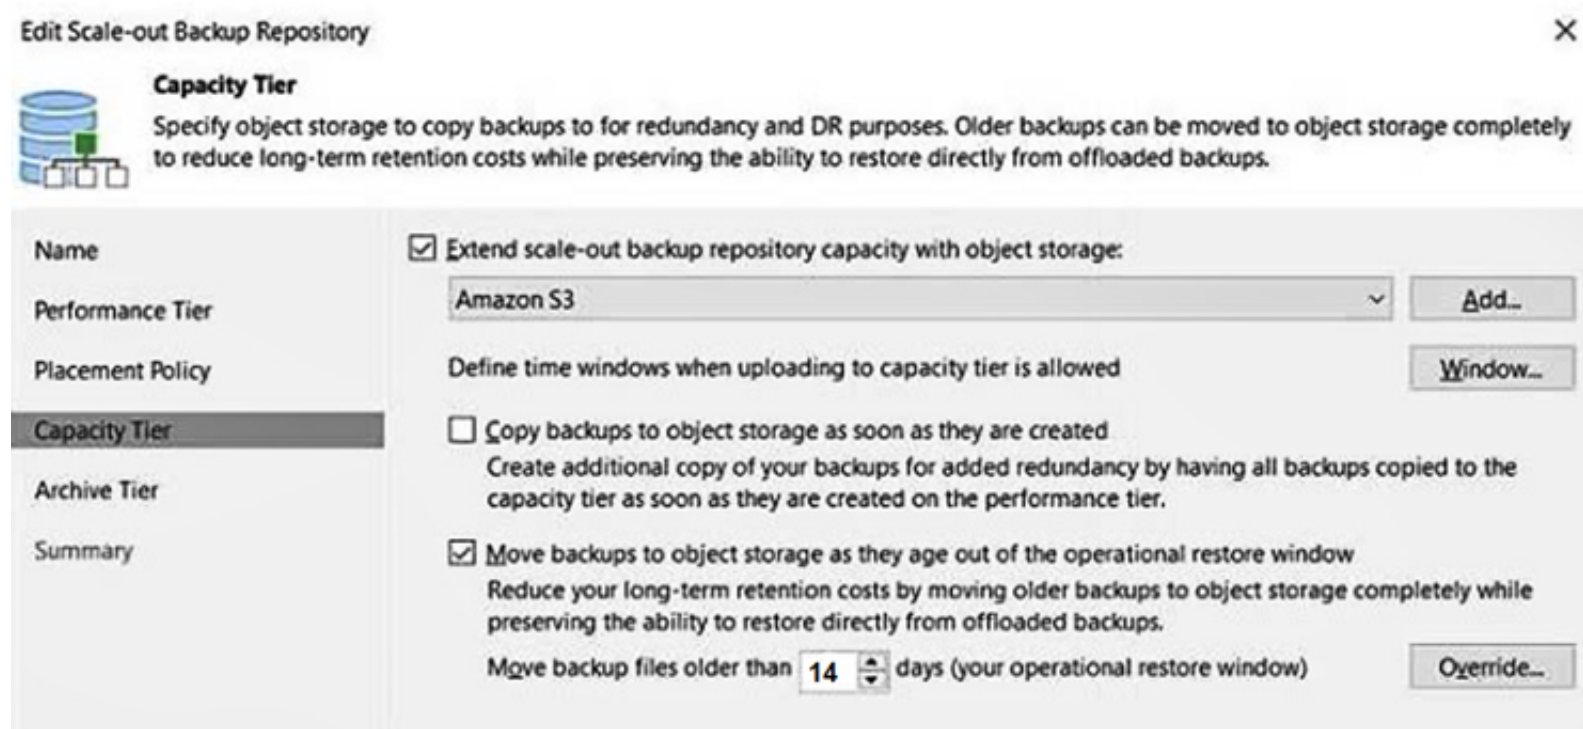 Edit Scale-out Backup Repository
Capacity Tier
Specify object storage to copy backups to for redundancy and DR purposes. Older backups can be moved to object storage completely
to reduce long-term retention costs while preserving the ability to restore directly from offloaded backups.
Name
Performance Tier
Placement Policy
Capacity Tier
Archive Tier
Summary
Extend scale-out backup repository capacity with object storage:
Amazon S3
Add...
Define time windows when uploading to capacity tier is allowed
Window...
Copy backups to object storage as soon as they are created
Create additional copy of your backups for added redundancy by having all backups copied to the
capacity tier as soon as they are created on the performance tier.
Move backups to object storage as they age out of the operational restore window
Reduce your long-term retention costs by moving older backups to object storage completely while
preserving the ability to restore directly from offloaded backups.
Move backup files older than 14 days (your operational restore window)
Override...